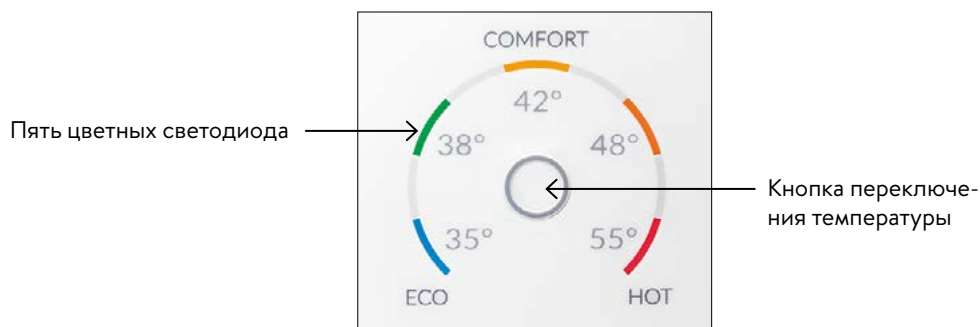 COMFORT
42°
Пять цветных светодиода
38°
48°
Кнопка переключе-
ния температуры
35°
55°
ECO
HOT